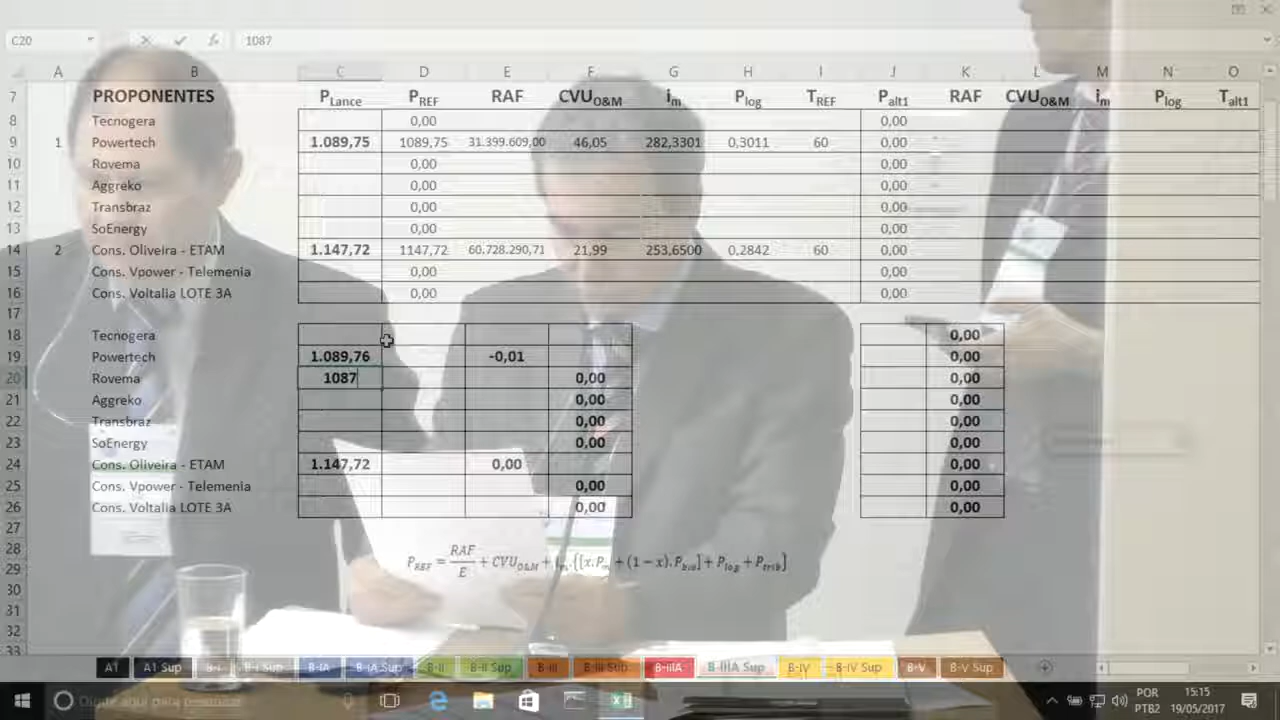 C20 1087
A B C D E F G H I J K L M N O
7 PROPONENTES PLance PREF RAF CVUO&M im Plog TREF Palt1 RAF CVUO&M im Plog Talt1
8 Tecnogera 0,00 0,00
9 1 Powertech 1.089,75 1089,75 31.399.609,00 46,05 282,3301 0,3011 60 0,00
10 Rovema 0,00 0,00
11 Aggreko 0,00 0,00
12 Transbraz 0,00 0,00
13 SoEnergy 0,00 0,00
14 2 Cons. Oliveira - ETAM 1.147,72 1147,72 60.728.290,71 21,99 253,6500 0,2842 60 0,00
15 Cons. Vpower - Telemenia 0,00 0,00
16 Cons. Voltalia LOTE 3A 0,00 0,00
17
18 Tecnogera 0,00
19 Powertech 1.089,76 -0,01 0,00
20 Rovema 1087 0,00 0,00
21 Aggreko 0,00 0,00
22 Transbraz 0,00 0,00
23 SoEnergy 0,00 0,00
24 Cons. Oliveira - ETAM 1.147,72 0,00 0,00
25 Cons. Vpower - Telemenia 0,00 0,00
26 Cons. Voltalia LOTE 3A 0,00 0,00
27
28
29 PREF = RAF/E + CVUO&M + im.{[x.Pm + (1−x).Pbio] + Plog + Ptrib}
30
31
32
33
A1 A1 Sup B-I B-I Sup B-IA B-IA Sup B-II B-II Sup B-III B-III Sup B-IIIA B-IIIA Sup B-IV B-IV Sup B-V B-V Sup
POR 15:15
PTB2 19/05/2017